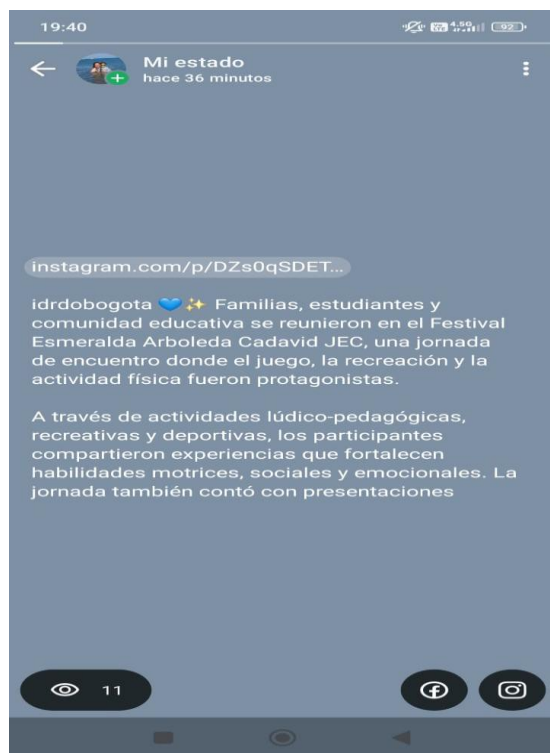 19:40
4.5G
92
Mi estado
hace 36 minutos
instagram.com/p/DZs0qSDET...
idrdobogota 💙✨ Familias, estudiantes y
comunidad educativa se reunieron en el Festival
Esmeralda Arboleda Cadavid JEC, una jornada
de encuentro donde el juego, la recreación y la
actividad física fueron protagonistas.
A través de actividades lúdico-pedagógicas,
recreativas y deportivas, los participantes
compartieron experiencias que fortalecen
habilidades motrices, sociales y emocionales. La
jornada también contó con presentaciones
11